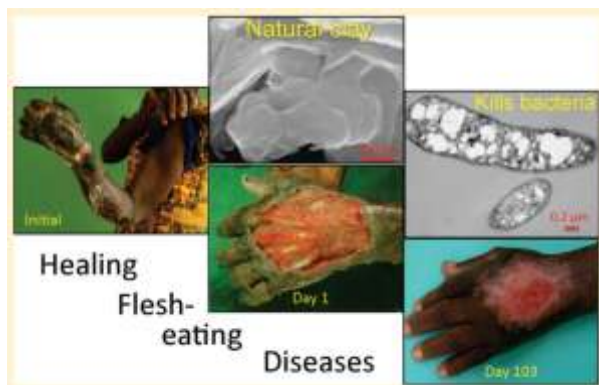 Natural clay
Kills bacteria
Initial
0.2 µm
Day 1
Healing
Flesh-
eating
Diseases
Day 103